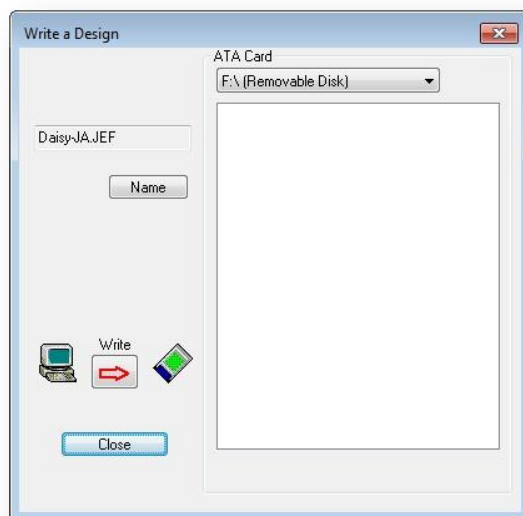 Write a Design
ATA Card
F:\ (Removable Disk)
Daisy-JA.JEF
Name
Write
Close